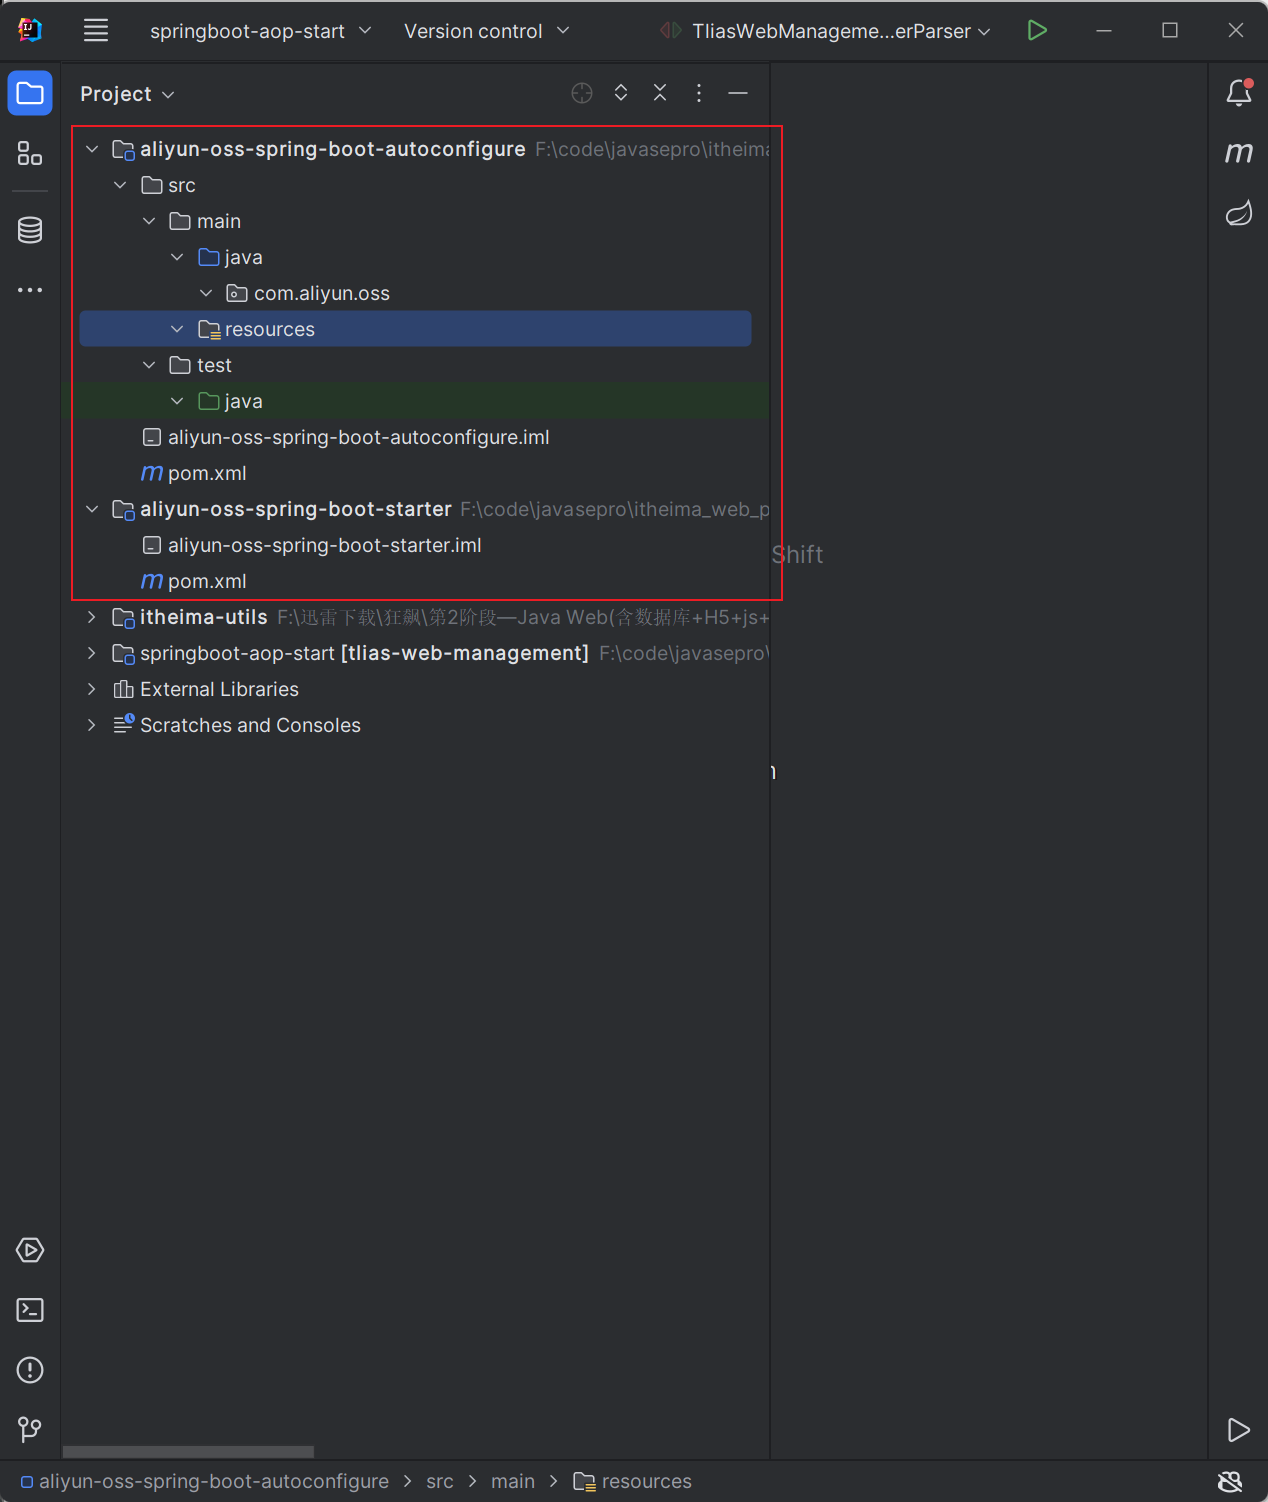 springboot-aop-start Version control TliasWebManageme...erParser
Project
aliyun-oss-spring-boot-autoconfigure F:\code\javasepro\itheima
src
main
java
com.aliyun.oss
resources
test
java
aliyun-oss-spring-boot-autoconfigure.iml
m pom.xml
aliyun-oss-spring-boot-starter F:\code\javasepro\itheima_web_p
aliyun-oss-spring-boot-starter.iml
Shift
m pom.xml
itheima-utils F:\迅雷下载\狂飙\第2阶段—Java Web(含数据库+H5+js+
springboot-aop-start [tlias-web-management] F:\code\javasepro\
External Libraries
Scratches and Consoles
aliyun-oss-spring-boot-autoconfigure > src > main > resources